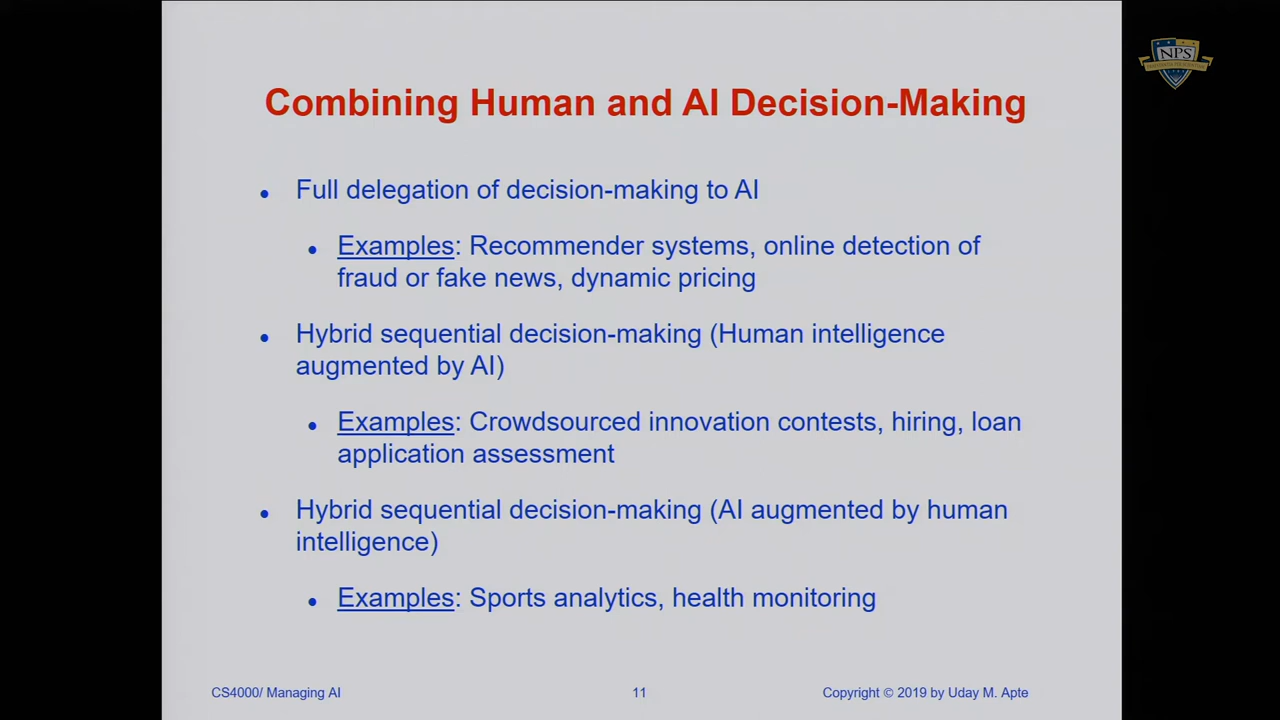 NPS
Combining Human and AI Decision-Making
• Full delegation of decision-making to AI
• Examples: Recommender systems, online detection of
fraud or fake news, dynamic pricing
• Hybrid sequential decision-making (Human intelligence
augmented by AI)
• Examples: Crowdsourced innovation contests, hiring, loan
application assessment
• Hybrid sequential decision-making (AI augmented by human
intelligence)
• Examples: Sports analytics, health monitoring
CS4000/ Managing AI
11
Copyright © 2019 by Uday M. Apte